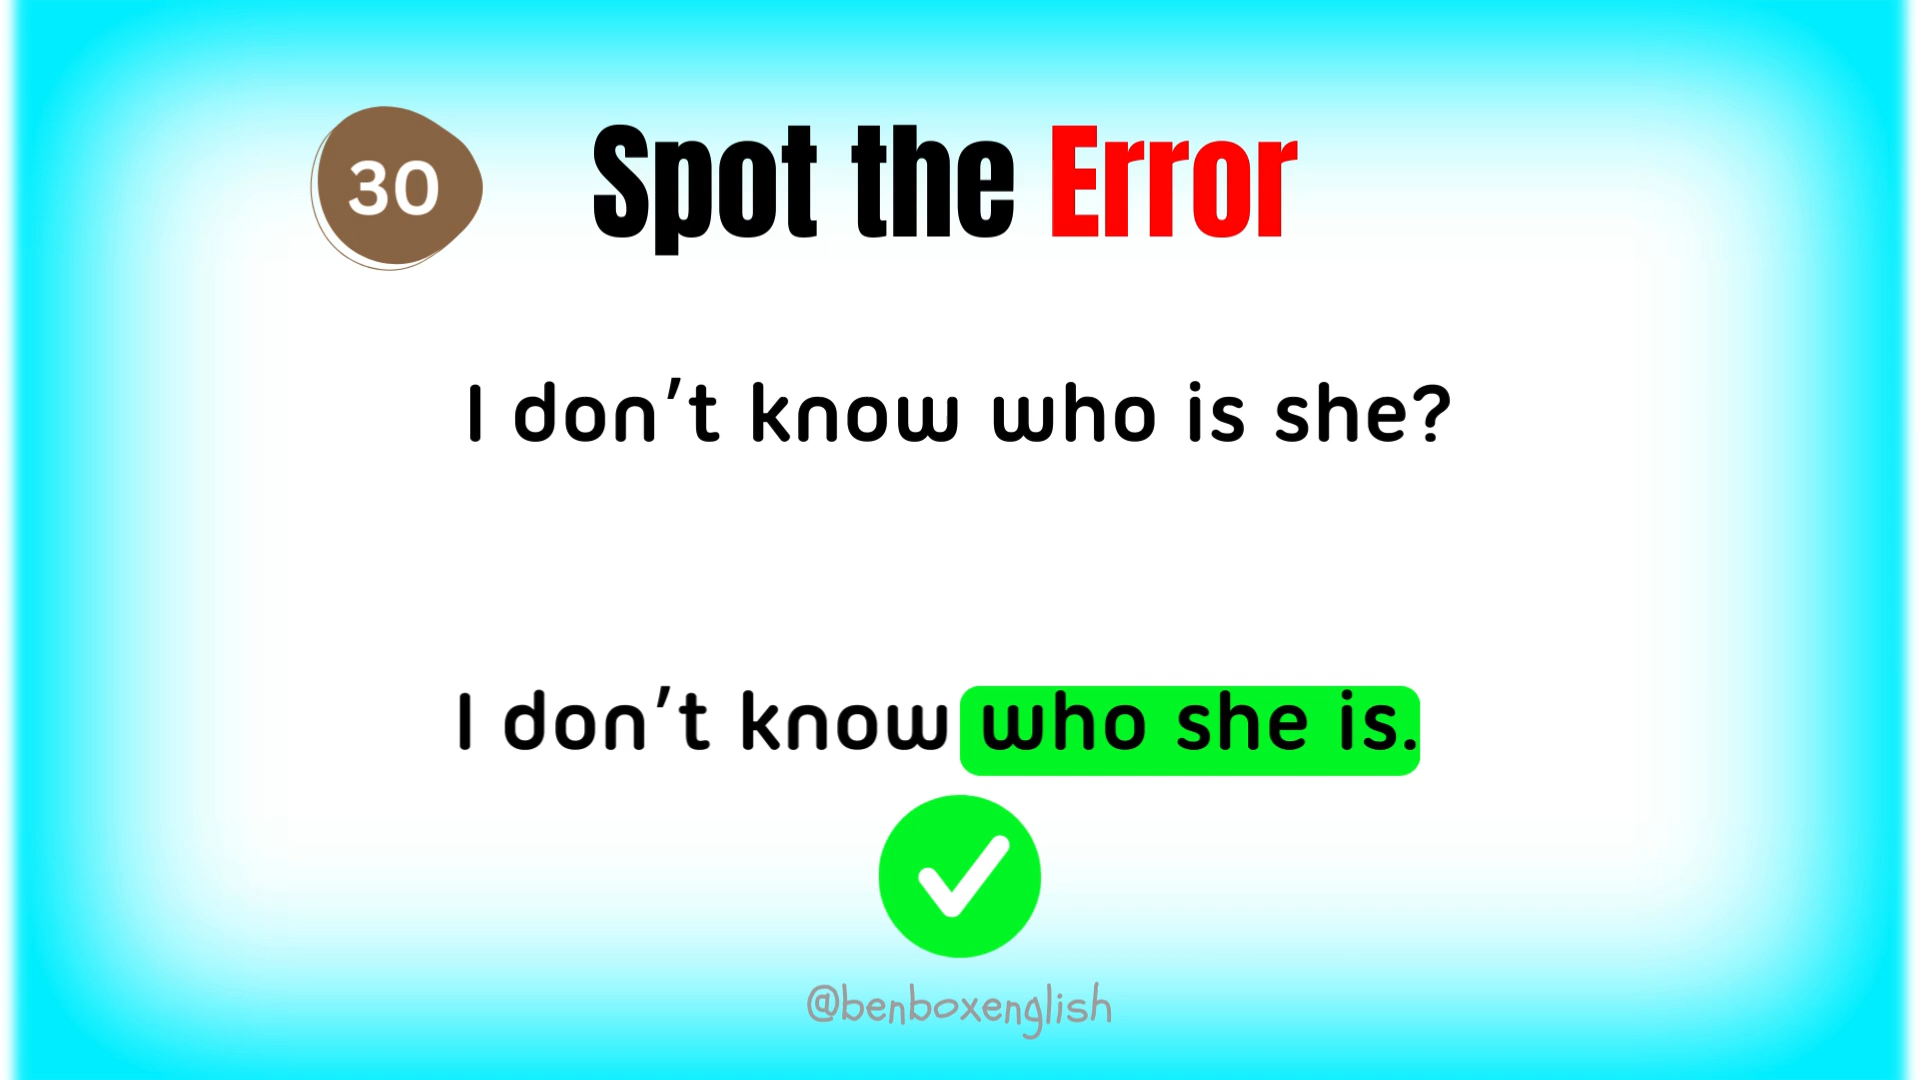 30
Spot the Error
I don't know who is she?
I don't know who she is.
@benboxenglish